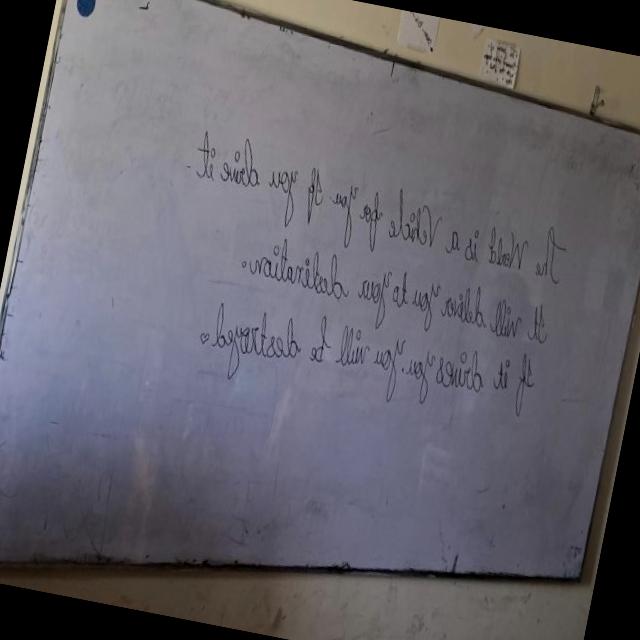 The is a Vehicle for you, If you drive it
It will deliver you to your destination.
If it drives you, you will be destroyed.